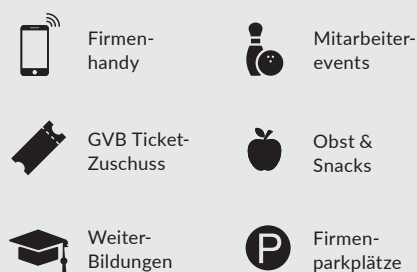 Firmen-
handy
Mitarbeiter-
events
GVB Ticket-
Zuschuss
Obst &
Snacks
Weiter-
Bildungen
P
Firmen-
parkplätze